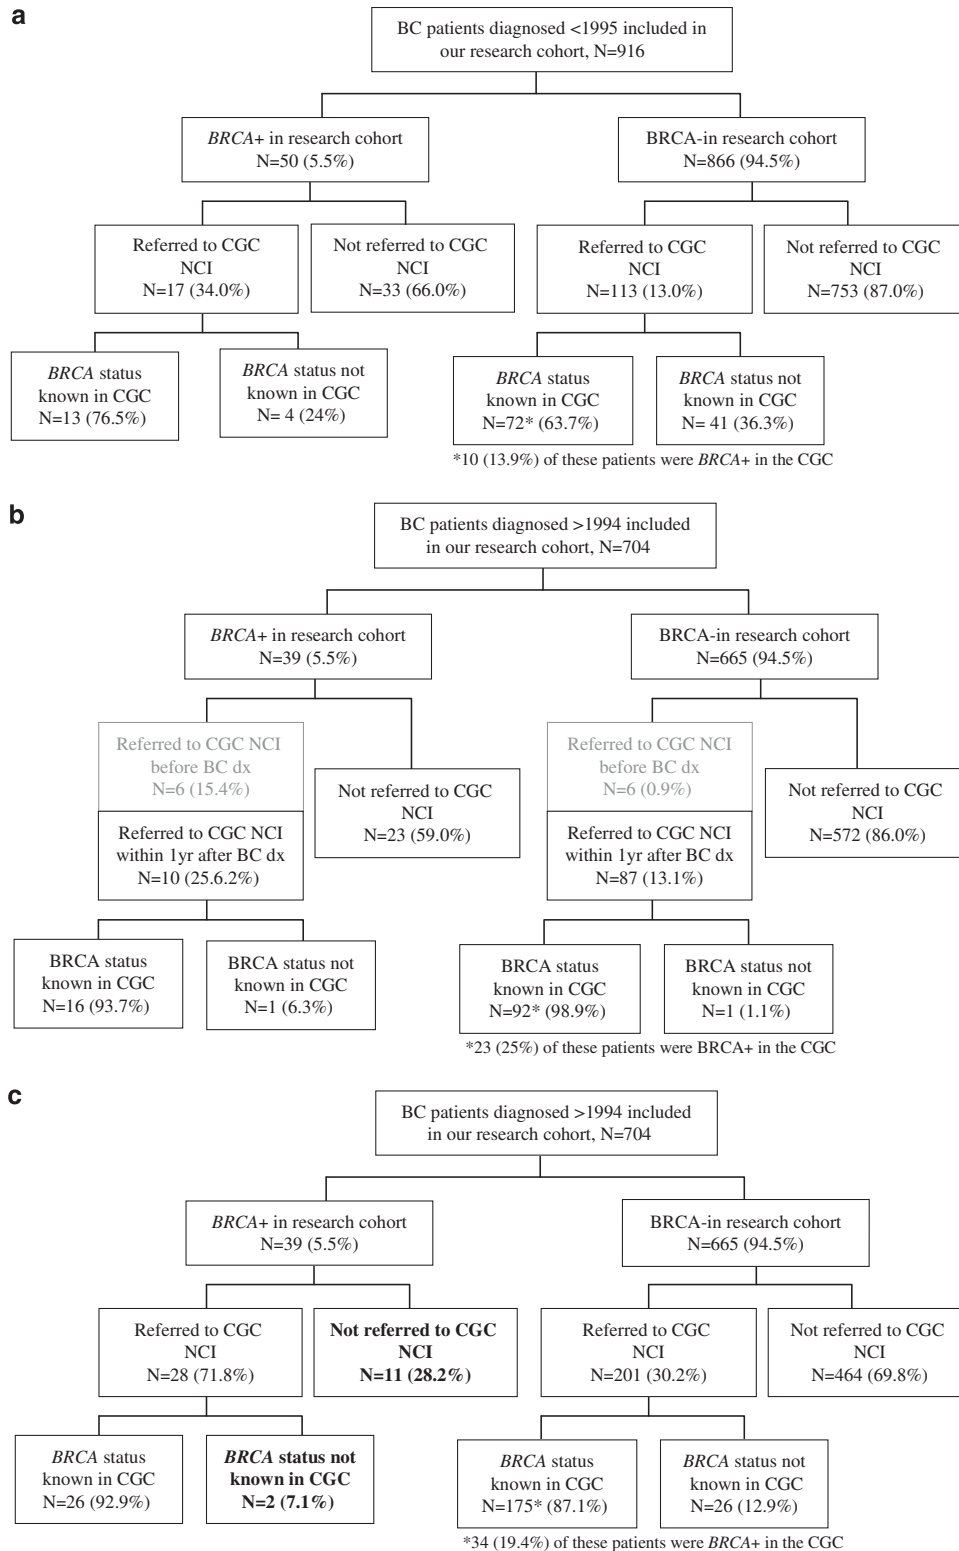 a
BC patients diagnosed <1995 included in
our research cohort, N=916
BRCA+ in research cohort
N=50 (5.5%)
BRCA-in research cohort
N=866 (94.5%)
Referred to CGC
NCI
N=17 (34.0%)
Not referred to CGC
NCI
N=33 (66.0%)
Referred to CGC
NCI
N=113 (13.0%)
Not referred to CGC
NCI
N=753 (87.0%)
BRCA status
known in CGC
N=13 (76.5%)
BRCA status not
known in CGC
N= 4 (24%)
BRCA status
known in CGC
N=72* (63.7%)
BRCA status not
known in CGC
N= 41 (36.3%)
*10 (13.9%) of these patients were BRCA+ in the CGC
b
BC patients diagnosed >1994 included
in our research cohort, N=704
BRCA+ in research cohort
N=39 (5.5%)
BRCA-in research cohort
N=665 (94.5%)
Referred to CGC NCI
before BC dx
N=6 (15.4%)
Referred to CGC NCI
within 1yr after BC dx
N=10 (25.6.2%)
Not referred to CGC
NCI
N=23 (59.0%)
Referred to CGC NCI
before BC dx
N=6 (0.9%)
Referred to CGC NCI
within 1yr after BC dx
N=87 (13.1%)
Not referred to CGC
NCI
N=572 (86.0%)
BRCA status
known in CGC
N=16 (93.7%)
BRCA status not
known in CGC
N=1 (6.3%)
BRCA status
known in CGC
N=92* (98.9%)
BRCA status not
known in CGC
N=1 (1.1%)
*23 (25%) of these patients were BRCA+ in the CGC
c
BC patients diagnosed >1994 included
in our research cohort, N=704
BRCA+ in research cohort
N=39 (5.5%)
BRCA-in research cohort
N=665 (94.5%)
Referred to CGC
NCI
N=28 (71.8%)
Not referred to CGC
NCI
N=11 (28.2%)
Referred to CGC
NCI
N=201 (30.2%)
Not referred to CGC
NCI
N=464 (69.8%)
BRCA status
known in CGC
N=26 (92.9%)
BRCA status not
known in CGC
N=2 (7.1%)
BRCA status
known in CGC
N=175* (87.1%)
BRCA status not
known in CGC
N=26 (12.9%)
*34 (19.4%) of these patients were BRCA+ in the CGC